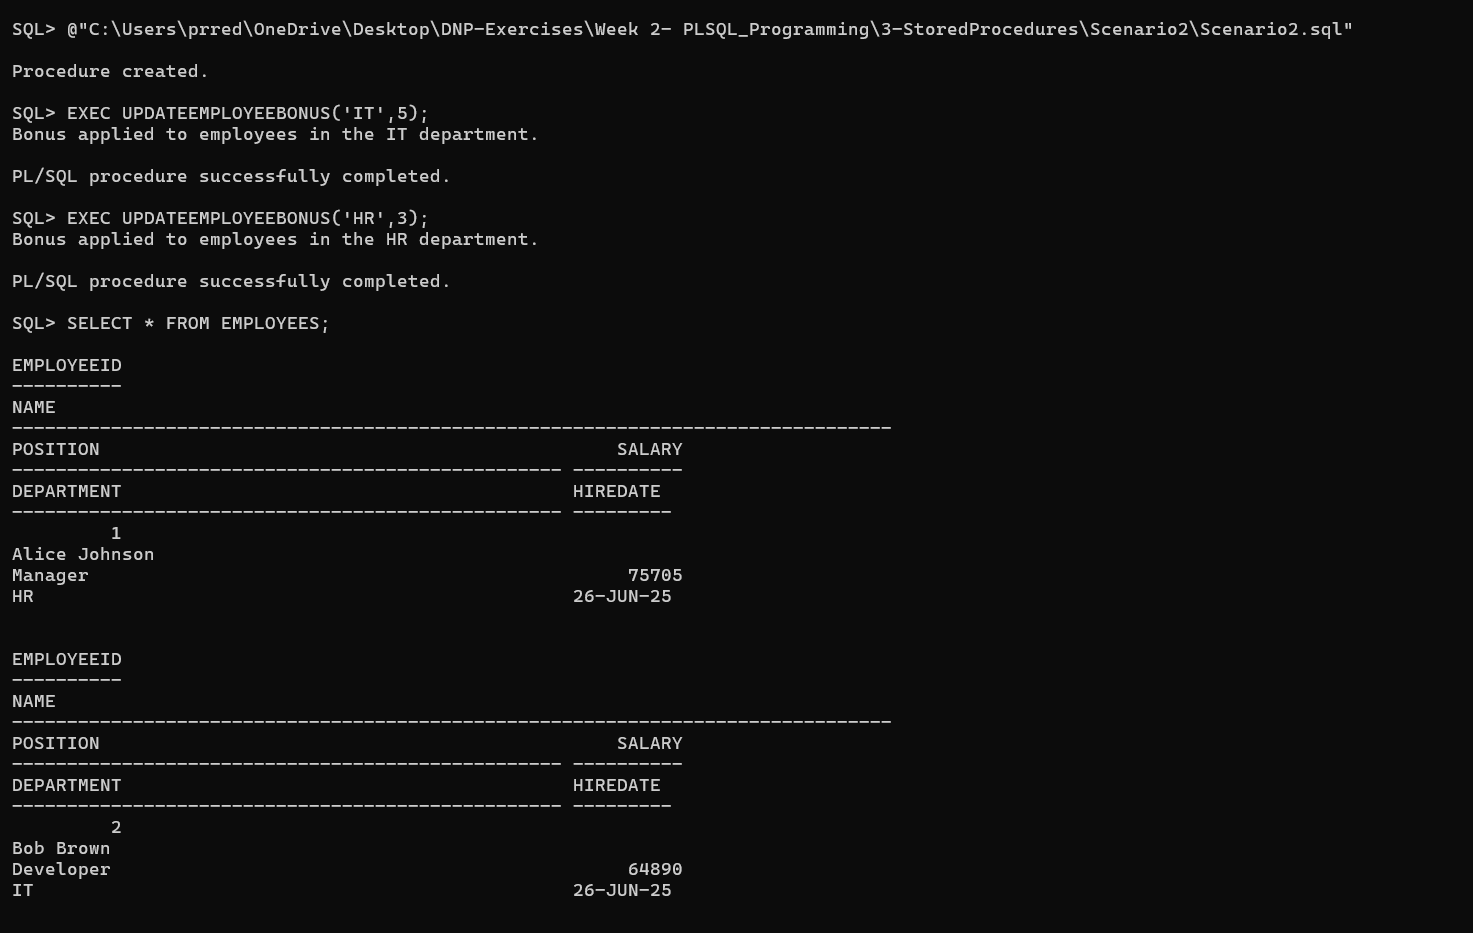 SQL> @"C:\Users\prred\OneDrive\Desktop\DNP-Exercises\Week 2- PLSQL_Programming\3-StoredProcedures\Scenario2\Scenario2.sql"
Procedure created.
SQL> EXEC UPDATEEMPLOYEEBONUS('IT',5);
Bonus applied to employees in the IT department.
PL/SQL procedure successfully completed.
SQL> EXEC UPDATEEMPLOYEEBONUS('HR',3);
Bonus applied to employees in the HR department.
PL/SQL procedure successfully completed.
SQL> SELECT * FROM EMPLOYEES;
EMPLOYEEID
----------
NAME
--------------------------------------------------------------------------------
POSITION                                               SALARY
-------------------------------------------------- ----------
DEPARTMENT                                         HIREDATE
-------------------------------------------------- ---------
         1
Alice Johnson
Manager                                                 75705
HR                                                 26-JUN-25
EMPLOYEEID
----------
NAME
--------------------------------------------------------------------------------
POSITION                                               SALARY
-------------------------------------------------- ----------
DEPARTMENT                                         HIREDATE
-------------------------------------------------- ---------
         2
Bob Brown
Developer                                               64890
IT                                                 26-JUN-25